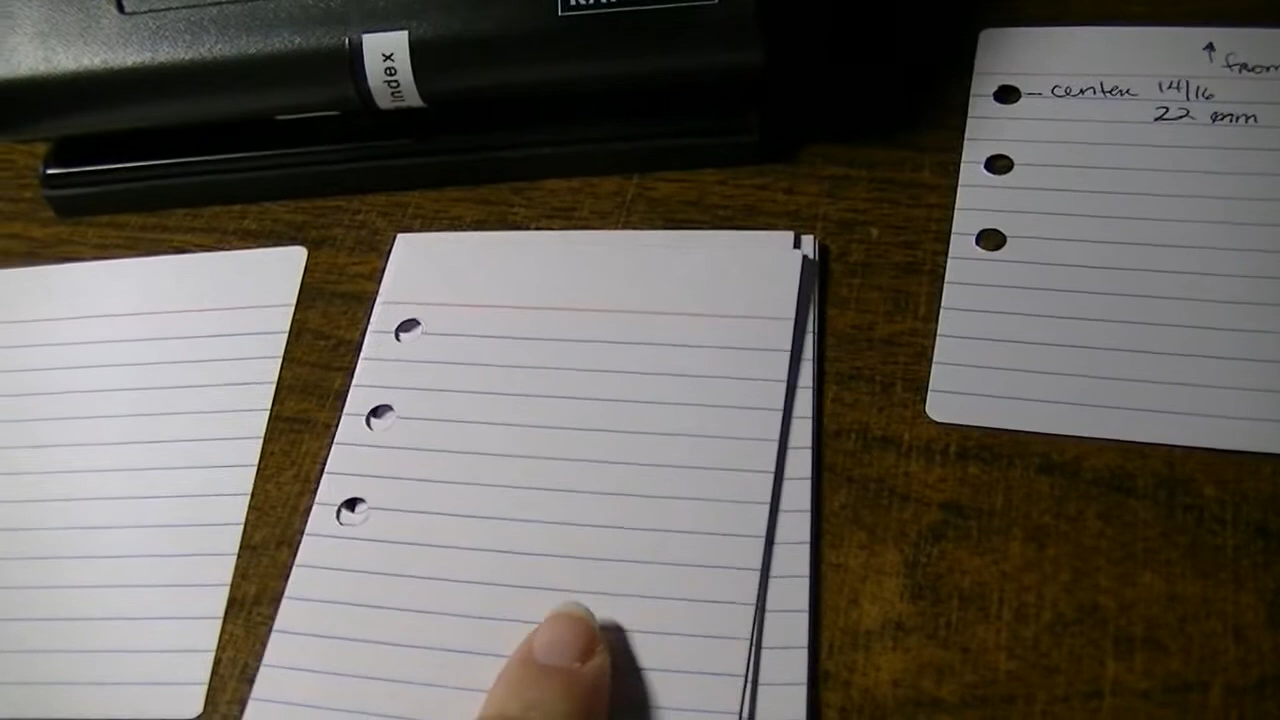 Index
↑ from
– center 14/16
22 mm